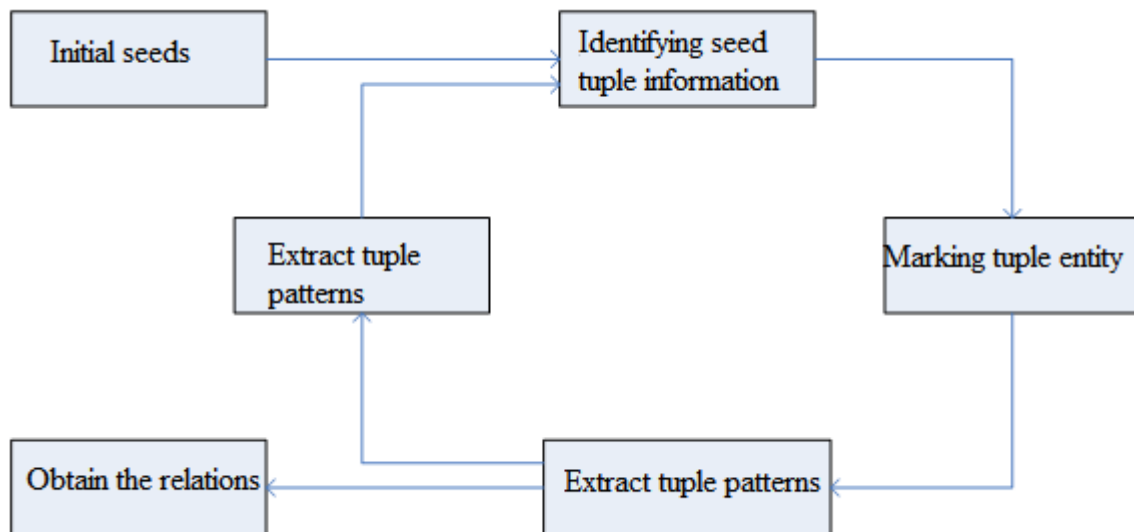 Initial seeds
Identifying seed
tuple information
Extract tuple
patterns
Marking tuple entity
Obtain the relations
Extract tuple patterns